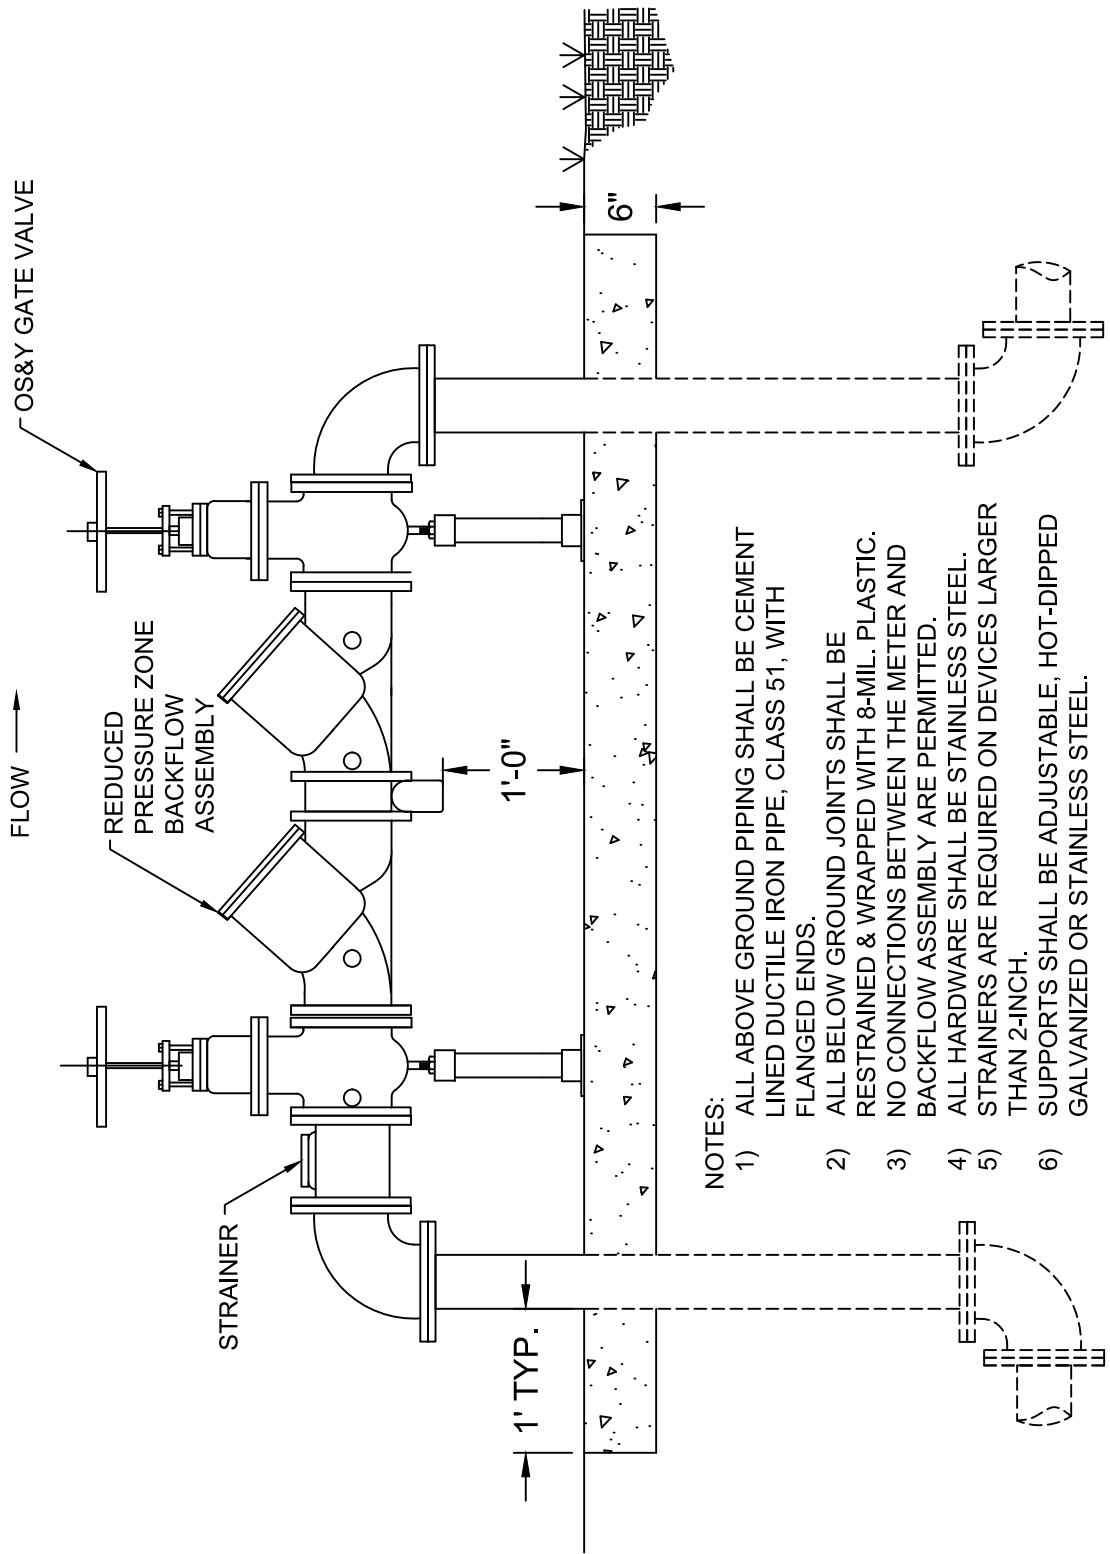 FLOW
OS&Y GATE VALVE
REDUCED
PRESSURE ZONE
BACKFLOW
ASSEMBLY
STRAINER
1'-0"
6"
1' TYP.
NOTES:
1) ALL ABOVE GROUND PIPING SHALL BE CEMENT
LINED DUCTILE IRON PIPE, CLASS 51, WITH
FLANGED ENDS.
2) ALL BELOW GROUND JOINTS SHALL BE
RESTRAINED & WRAPPED WITH 8-MIL. PLASTIC.
3) NO CONNECTIONS BETWEEN THE METER AND
BACKFLOW ASSEMBLY ARE PERMITTED.
4) ALL HARDWARE SHALL BE STAINLESS STEEL.
5) STRAINERS ARE REQUIRED ON DEVICES LARGER
THAN 2-INCH.
6) SUPPORTS SHALL BE ADJUSTABLE, HOT-DIPPED
GALVANIZED OR STAINLESS STEEL.